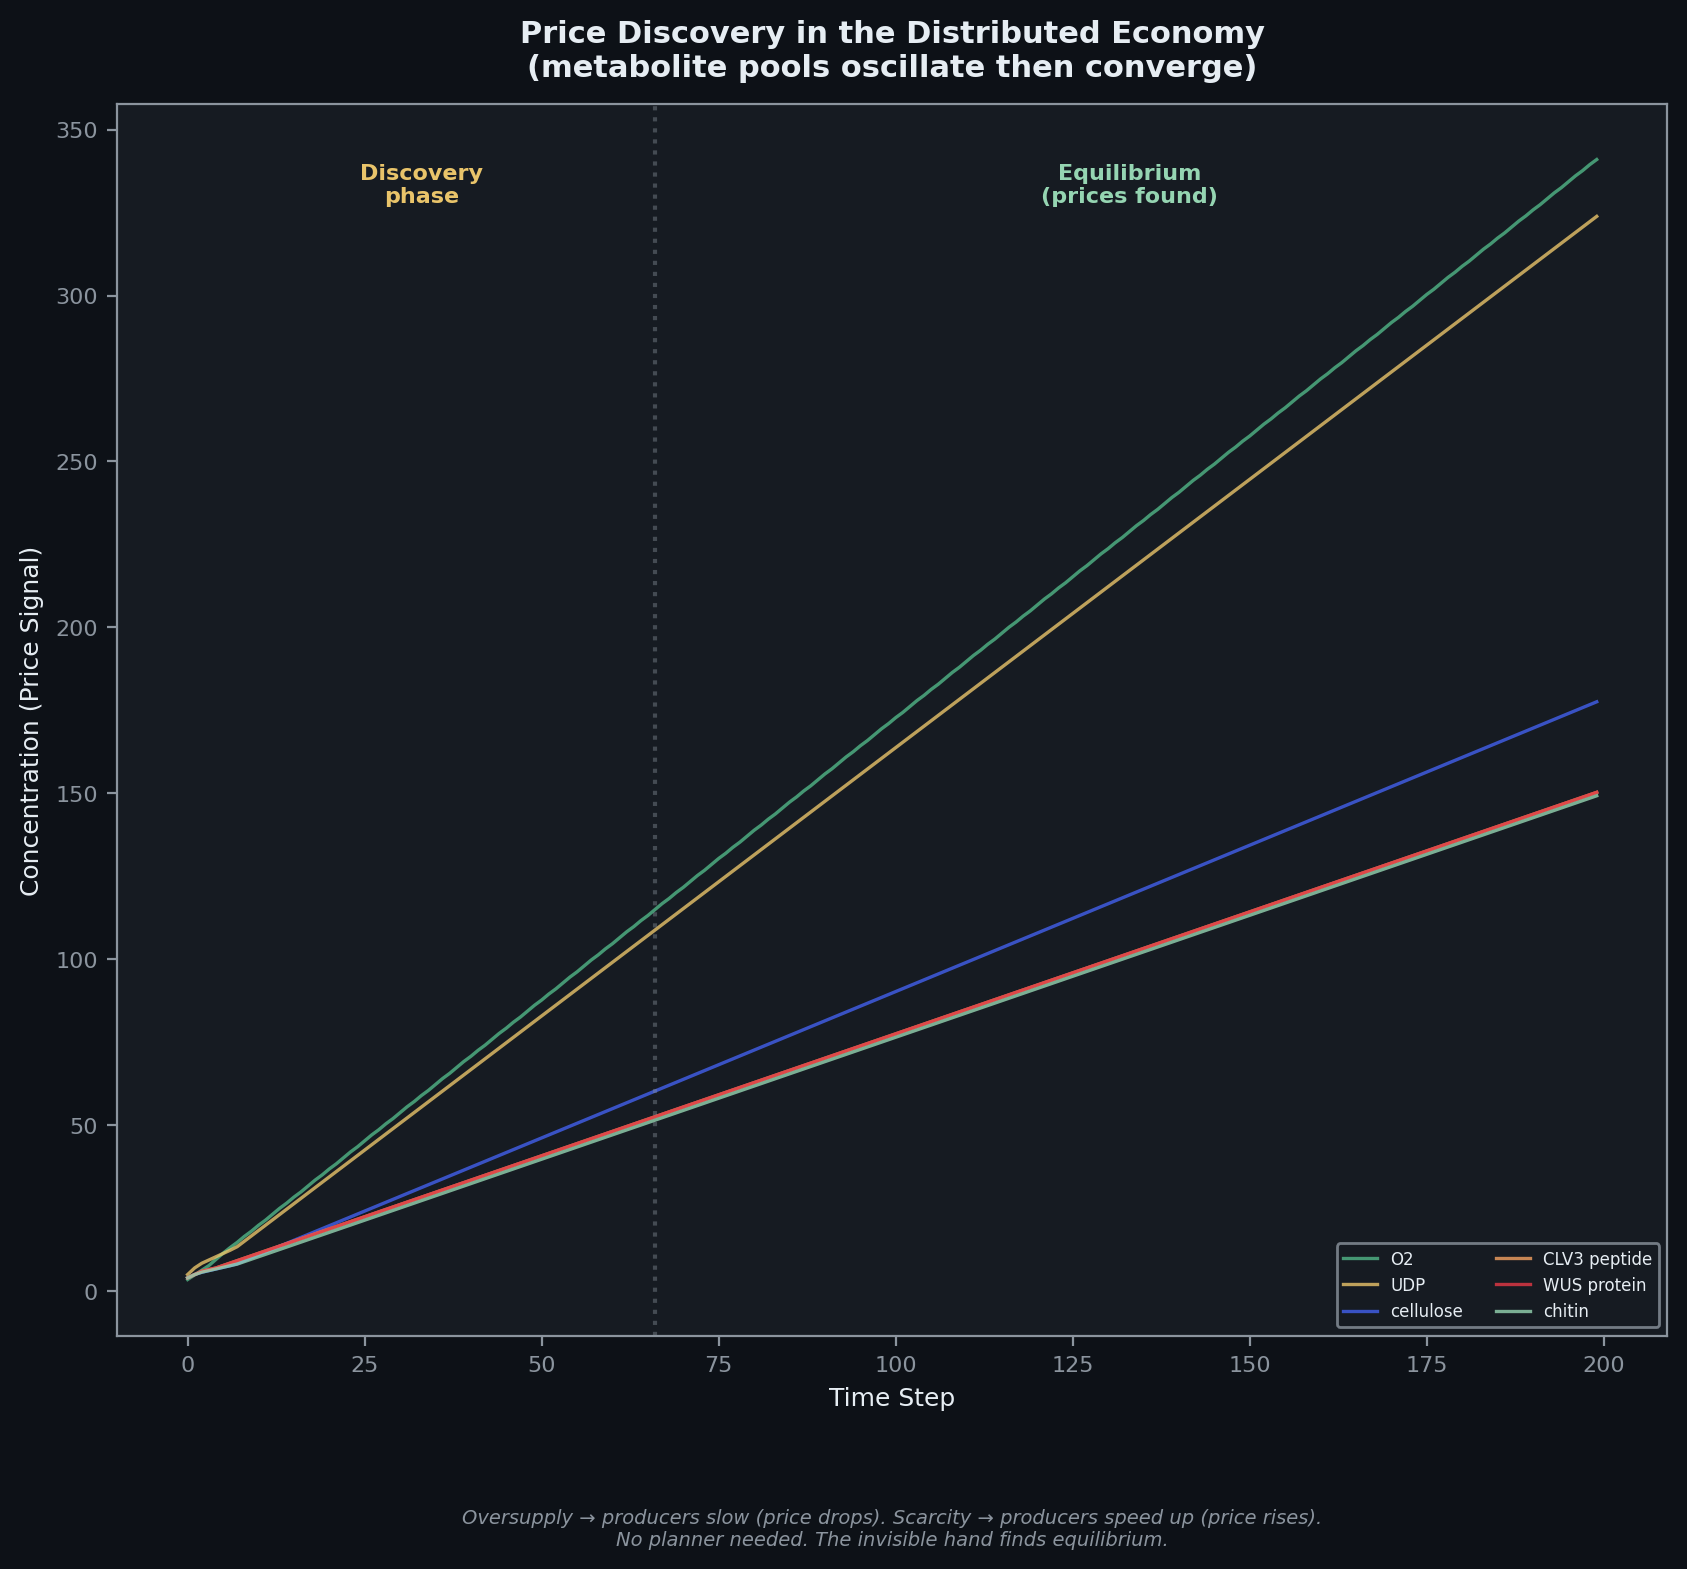 Price Discovery in the Distributed Economy
(metabolite pools oscillate then converge)
350
300
250
200
150
100
50
0
Concentration (Price Signal)
Discovery
phase
Equilibrium
(prices found)
O2
UDP
cellulose
CLV3 peptide
WUS protein
chitin
0
25
50
75
100
125
150
175
200
Time Step
Oversupply → producers slow (price drops). Scarcity → producers speed up (price rises).
No planner needed. The invisible hand finds equilibrium.